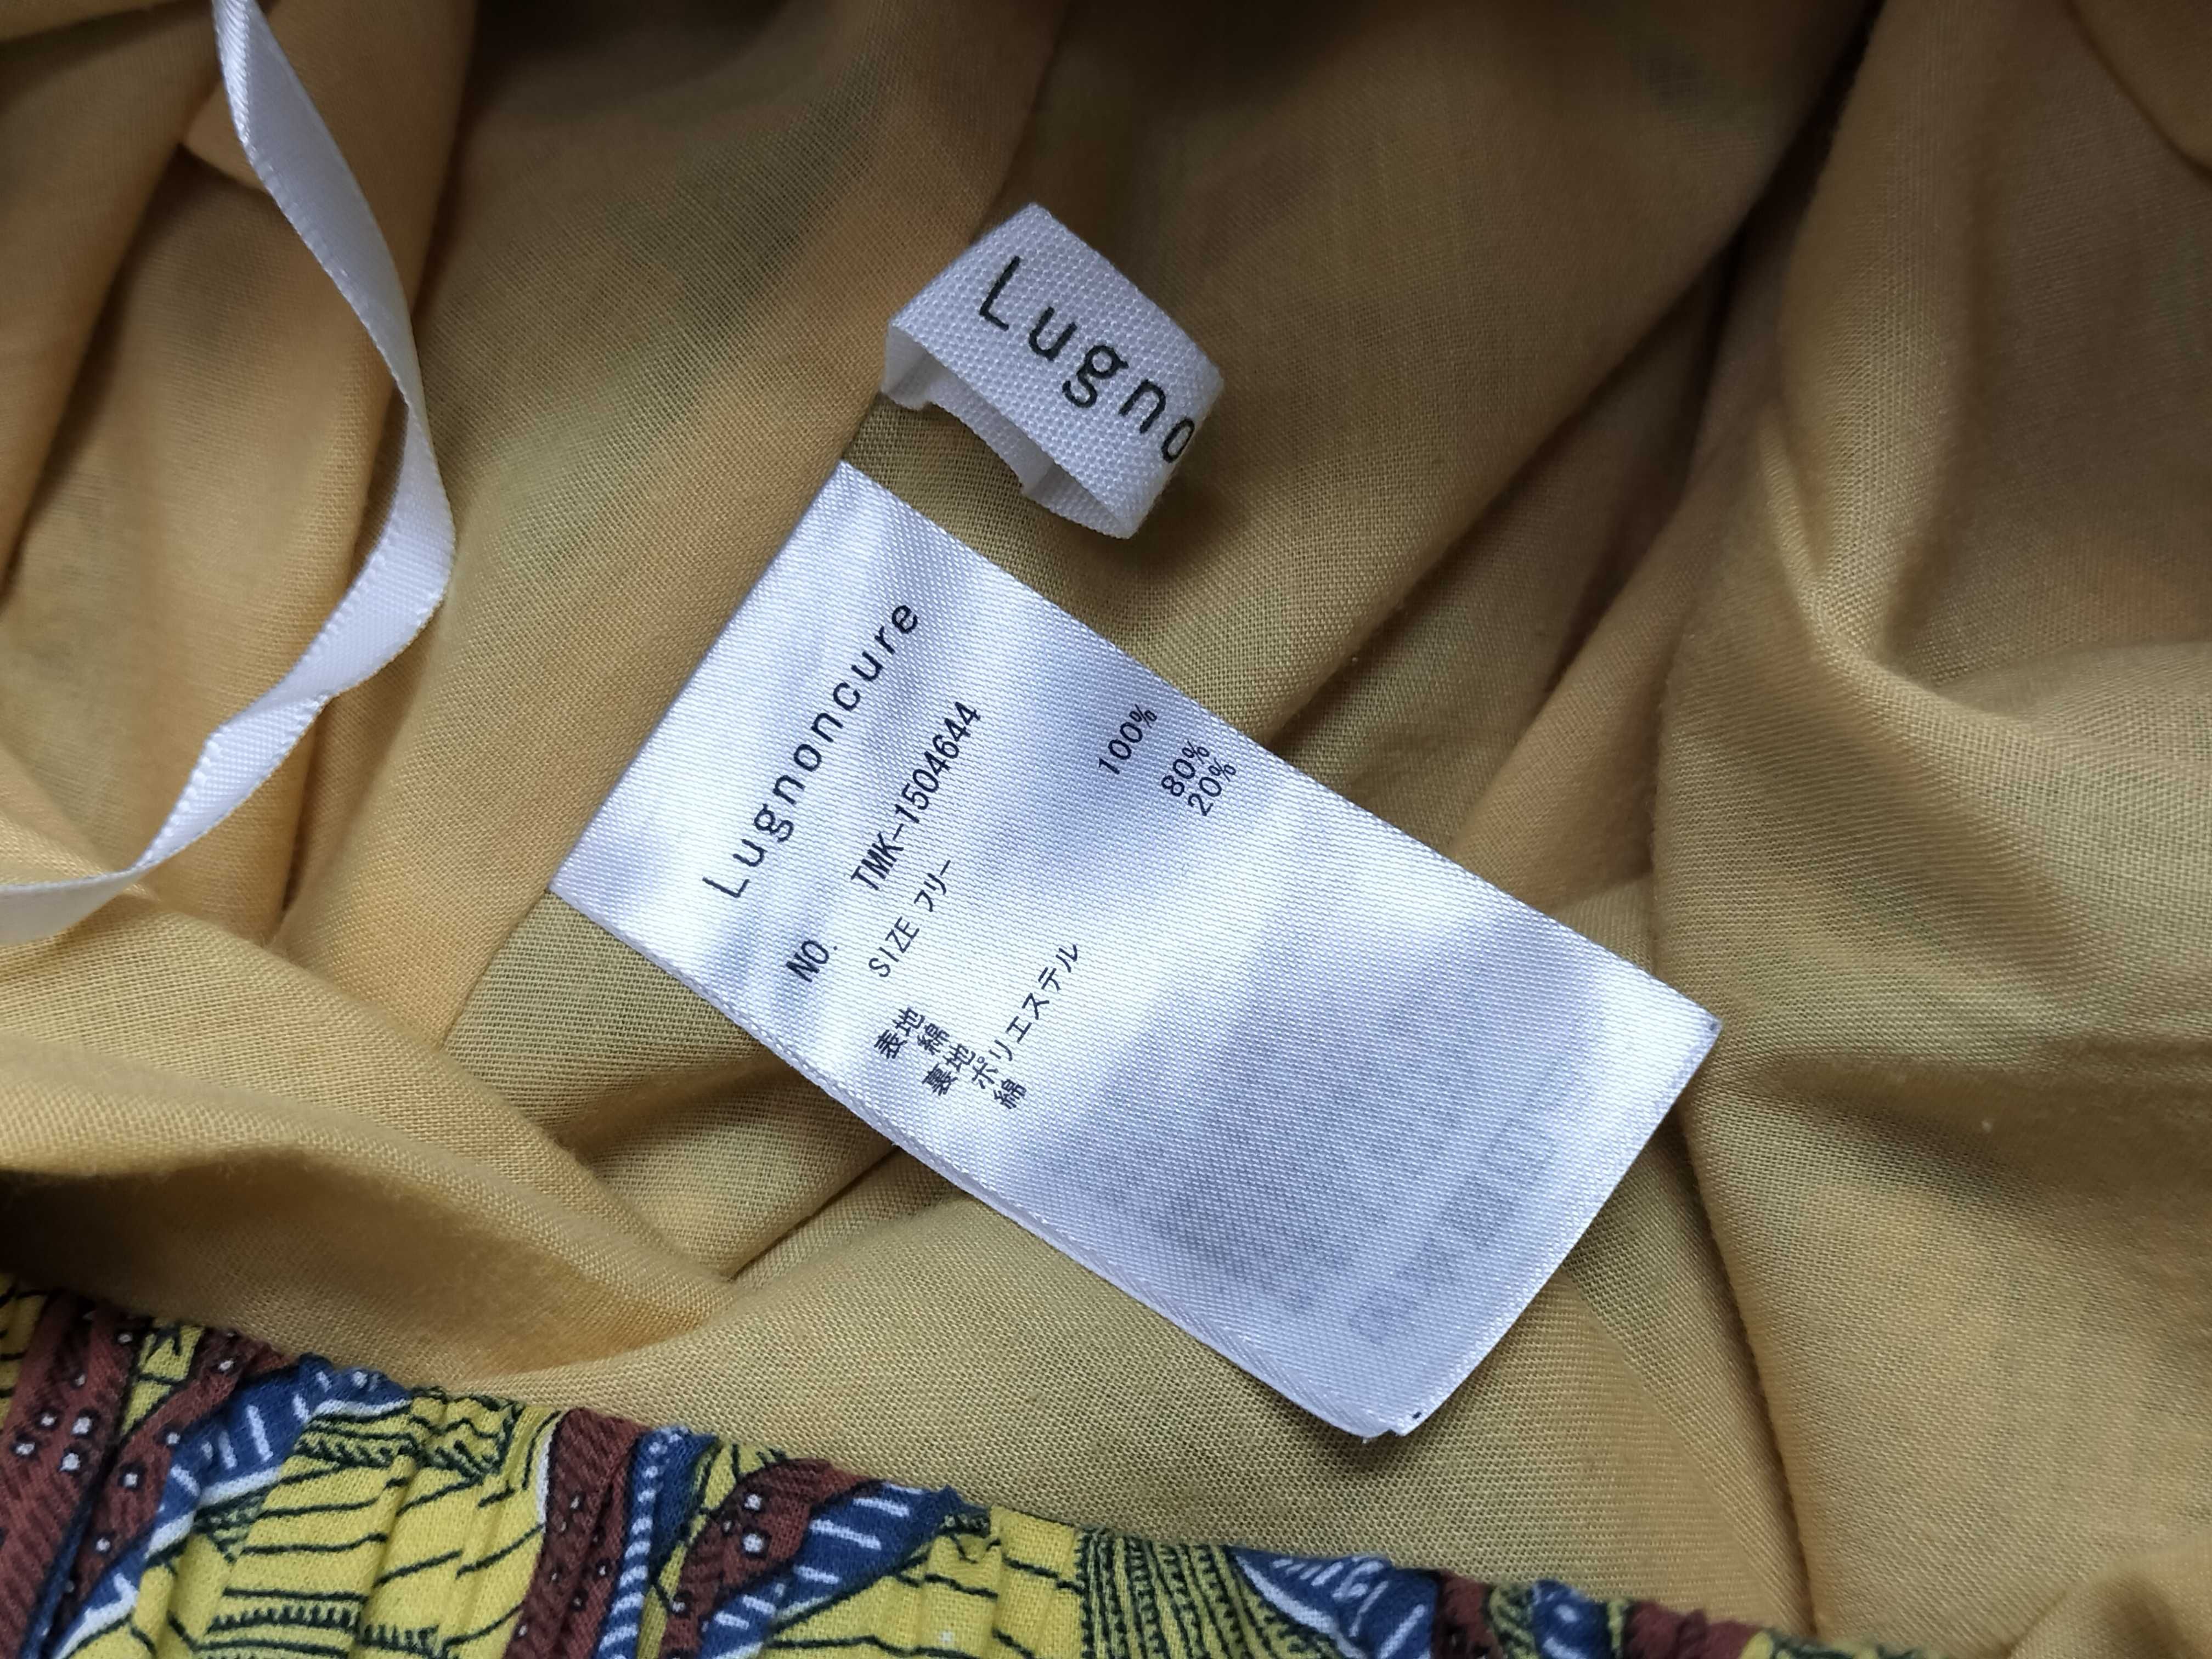 Lugno
Lugnoncure
NO. TMK-1504644
SIZE フリー
表地
綿 100%
裏地
ポリエステル 80%
綿 20%